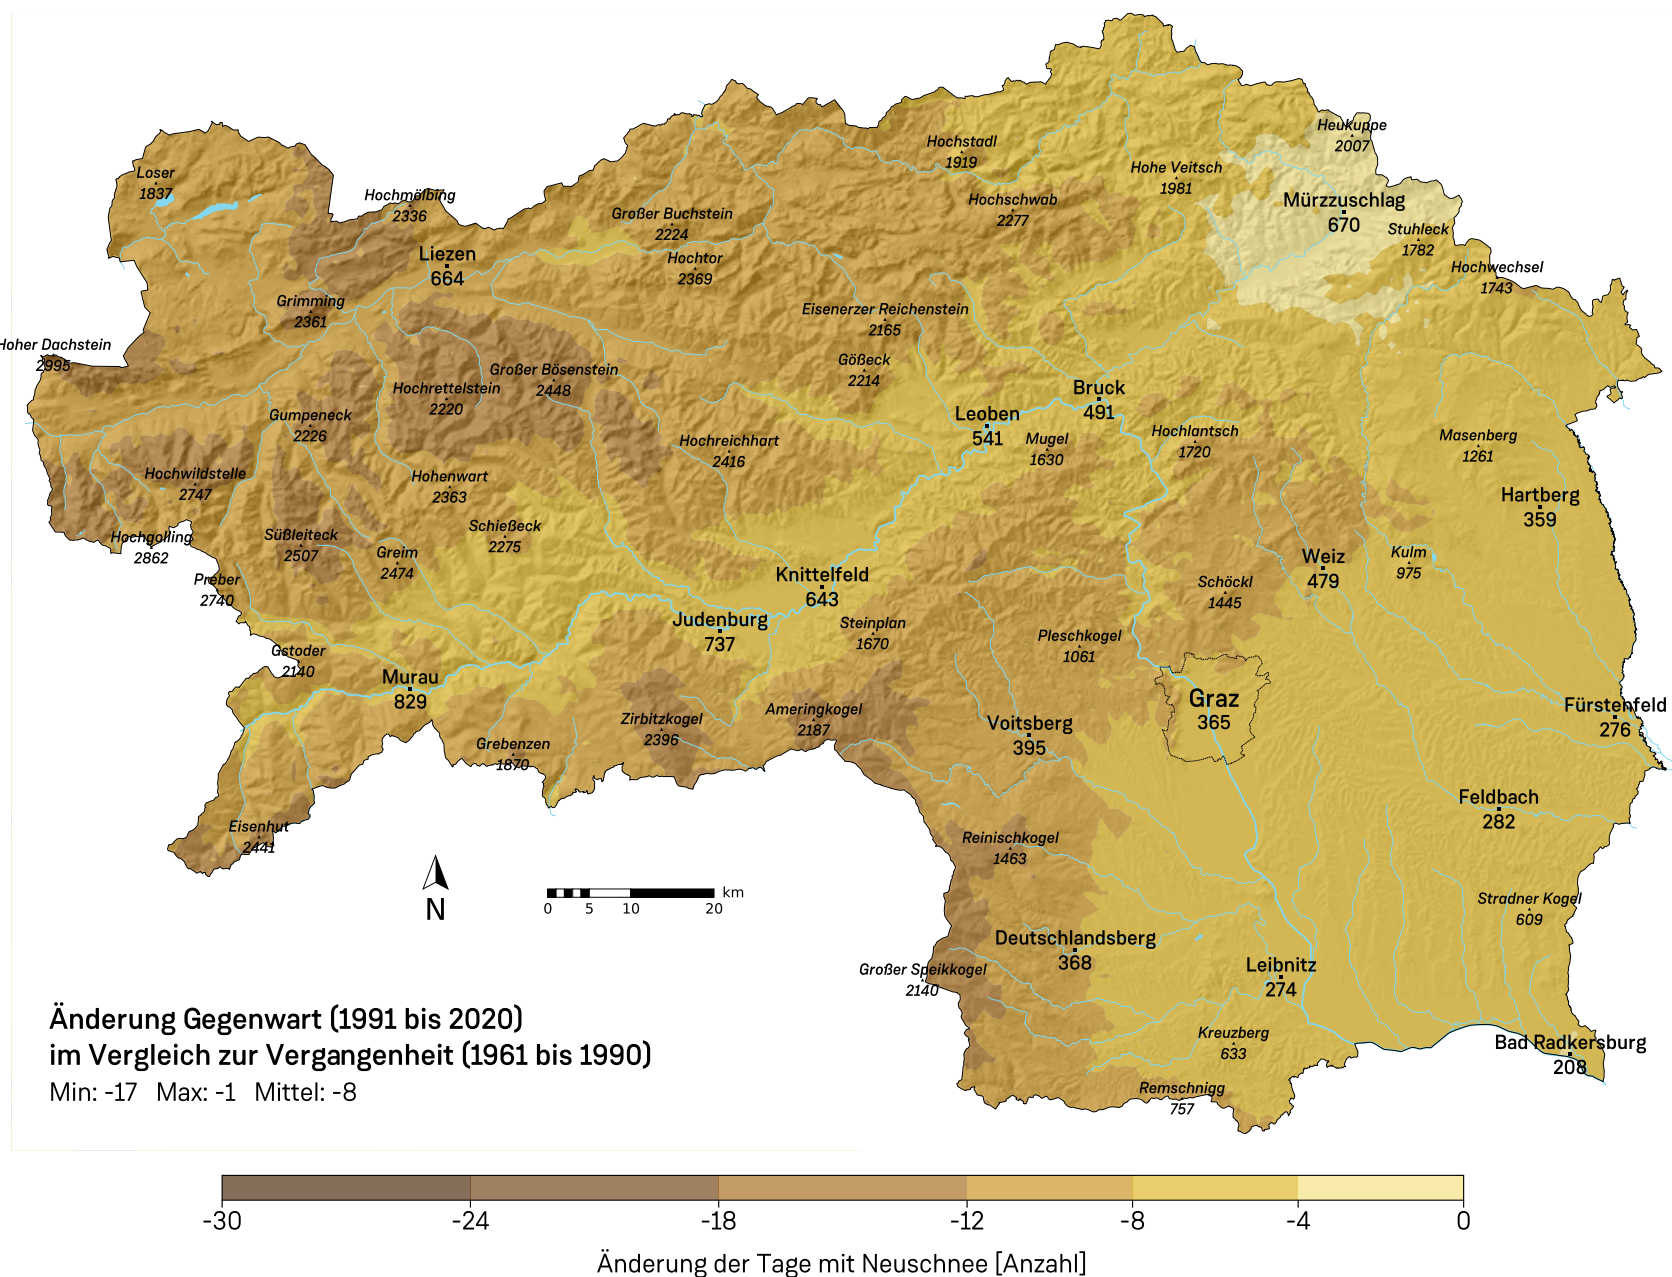 Heukuppe
2007
Hochstadl
1919
Hohe Veitsch
1981
Loser
1837
Hochmölbing
2336
Hochschwab
2277
Mürzzuschlag
670
Großer Buchstein
2224
Stuhleck
1782
Liezen
664
Hochtor
2369
Hochwechsel
1743
Grimming
2361
Eisenerzer Reichenstein
2165
Hoher Dachstein
2995
Gößeck
2214
Großer Bösenstein
2448
Hochrettelstein
2220
Bruck
491
Gumpeneck
2226
Leoben
541
Hochreichhart
2416
Mugel
1630
Hochlantsch
1720
Masenberg
1261
Hochwildstelle
2747
Hohenwart
2363
Hartberg
359
Schießeck
2275
Hochgolling
2862
Süßleiteck
2507
Greim
2474
Weiz
479
Kulm
975
Preber
2740
Knittelfeld
643
Schöckl
1445
Judenburg
737
Steinplan
1670
Pleschkogel
1061
Gstoder
2140
Murau
829
Graz
365
Fürstenfeld
276
Zirbitzkogel
2396
Ameringkogel
2187
Voitsberg
395
Grebenzen
1870
Feldbach
282
Eisenhut
2441
Reinischkogel
1463
N
km
0 5 10 20
Stradner Kogel
609
Deutschlandsberg
368
Großer Speikkogel
2140
Leibnitz
274
Kreuzberg
633
Bad Radkersburg
208
Remschnigg
757
Änderung Gegenwart (1991 bis 2020)
im Vergleich zur Vergangenheit (1961 bis 1990)
Min: -17 Max: -1 Mittel: -8
-30 -24 -18 -12 -8 -4 0
Änderung der Tage mit Neuschnee [Anzahl]